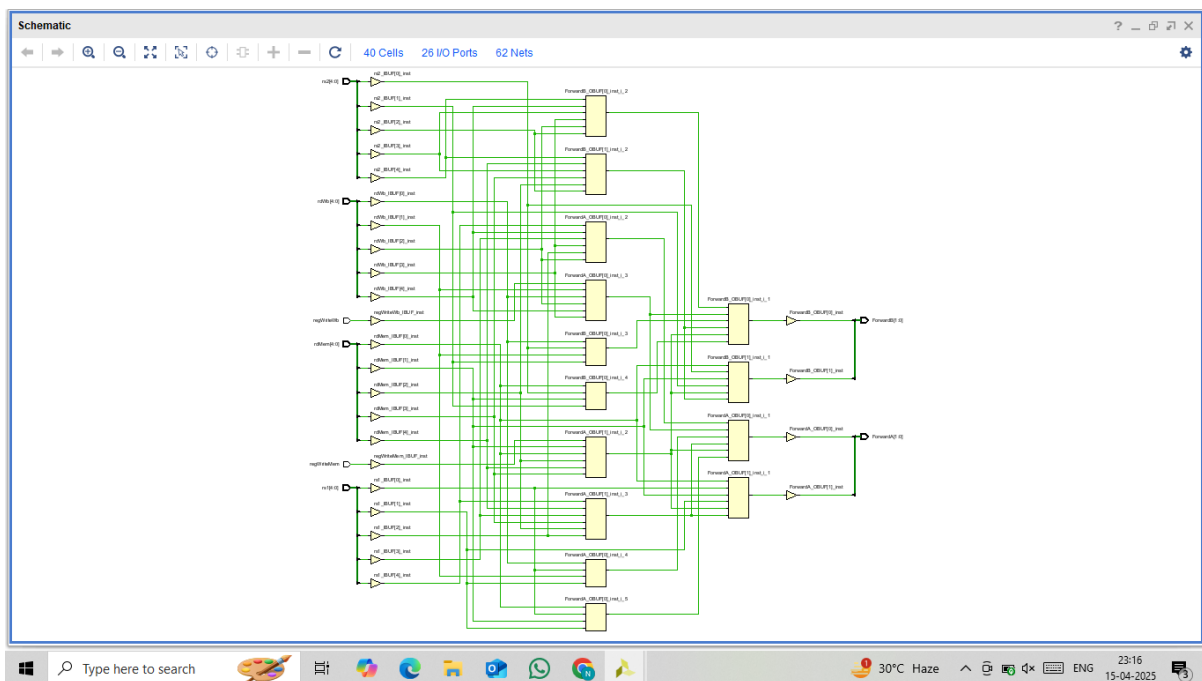 Schematic
40 Cells
26 I/O Ports
62 Nets
rs2[4:0]
rs2_IBUF[0]_inst
rs2_IBUF[1]_inst
rs2_IBUF[2]_inst
rs2_IBUF[3]_inst
rs2_IBUF[4]_inst
rdWb[4:0]
rdWb_IBUF[0]_inst
rdWb_IBUF[1]_inst
rdWb_IBUF[2]_inst
rdWb_IBUF[3]_inst
rdWb_IBUF[4]_inst
regWriteWb
regWriteWb_IBUF_inst
rdMem[4:0]
rdMem_IBUF[0]_inst
rdMem_IBUF[1]_inst
rdMem_IBUF[2]_inst
rdMem_IBUF[3]_inst
rdMem_IBUF[4]_inst
regWriteMem
regWriteMem_IBUF_inst
rs1[4:0]
rs1_IBUF[0]_inst
rs1_IBUF[1]_inst
rs1_IBUF[2]_inst
rs1_IBUF[3]_inst
rs1_IBUF[4]_inst
ForwardB_OBUF[0]_inst_i_2
ForwardB_OBUF[1]_inst_i_2
ForwardA_OBUF[0]_inst_i_2
ForwardA_OBUF[0]_inst_i_3
ForwardB_OBUF[0]_inst_i_3
ForwardB_OBUF[0]_inst_i_4
ForwardA_OBUF[1]_inst_i_2
ForwardA_OBUF[1]_inst_i_3
ForwardA_OBUF[0]_inst_i_4
ForwardA_OBUF[0]_inst_i_5
ForwardB_OBUF[0]_inst_i_1
ForwardB_OBUF[1]_inst_i_1
ForwardA_OBUF[0]_inst_i_1
ForwardA_OBUF[1]_inst_i_1
ForwardB_OBUF[0]_inst
ForwardB_OBUF[1]_inst
ForwardA_OBUF[0]_inst
ForwardA_OBUF[1]_inst
ForwardB[1:0]
ForwardA[1:0]
Type here to search
30°C Haze
ENG
23:16
15-04-2025
3